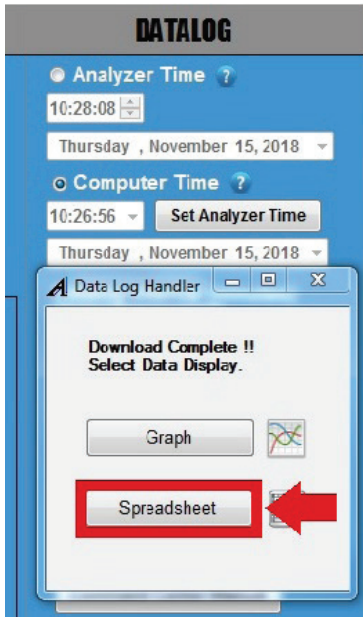 DATALOG
Analyzer Time ?
10:28:08
Thursday , November 15, 2018
Computer Time ?
10:26:56 Set Analyzer Time
Thursday , November 15, 2018
Data Log Handler
Download Complete !!
Select Data Display.
Graph
Spreadsheet